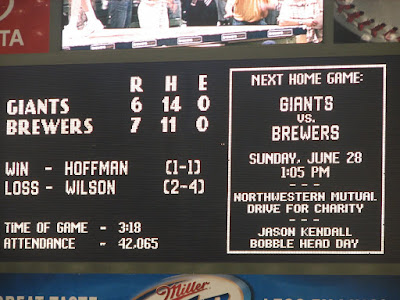 TA
R H E
GIANTS 6 14 0
BREWERS 7 11 0
WIN - HOFFMAN (1-1)
LOSS - WILSON (2-4)
TIME OF GAME - 3:18
ATTENDANCE - 42,065
NEXT HOME GAME:
GIANTS
VS.
BREWERS
SUNDAY, JUNE 28
1:05 PM
- - -
NORTHWESTERN MUTUAL
DRIVE FOR CHARITY
- - -
JASON KENDALL
BOBBLE HEAD DAY
Miller